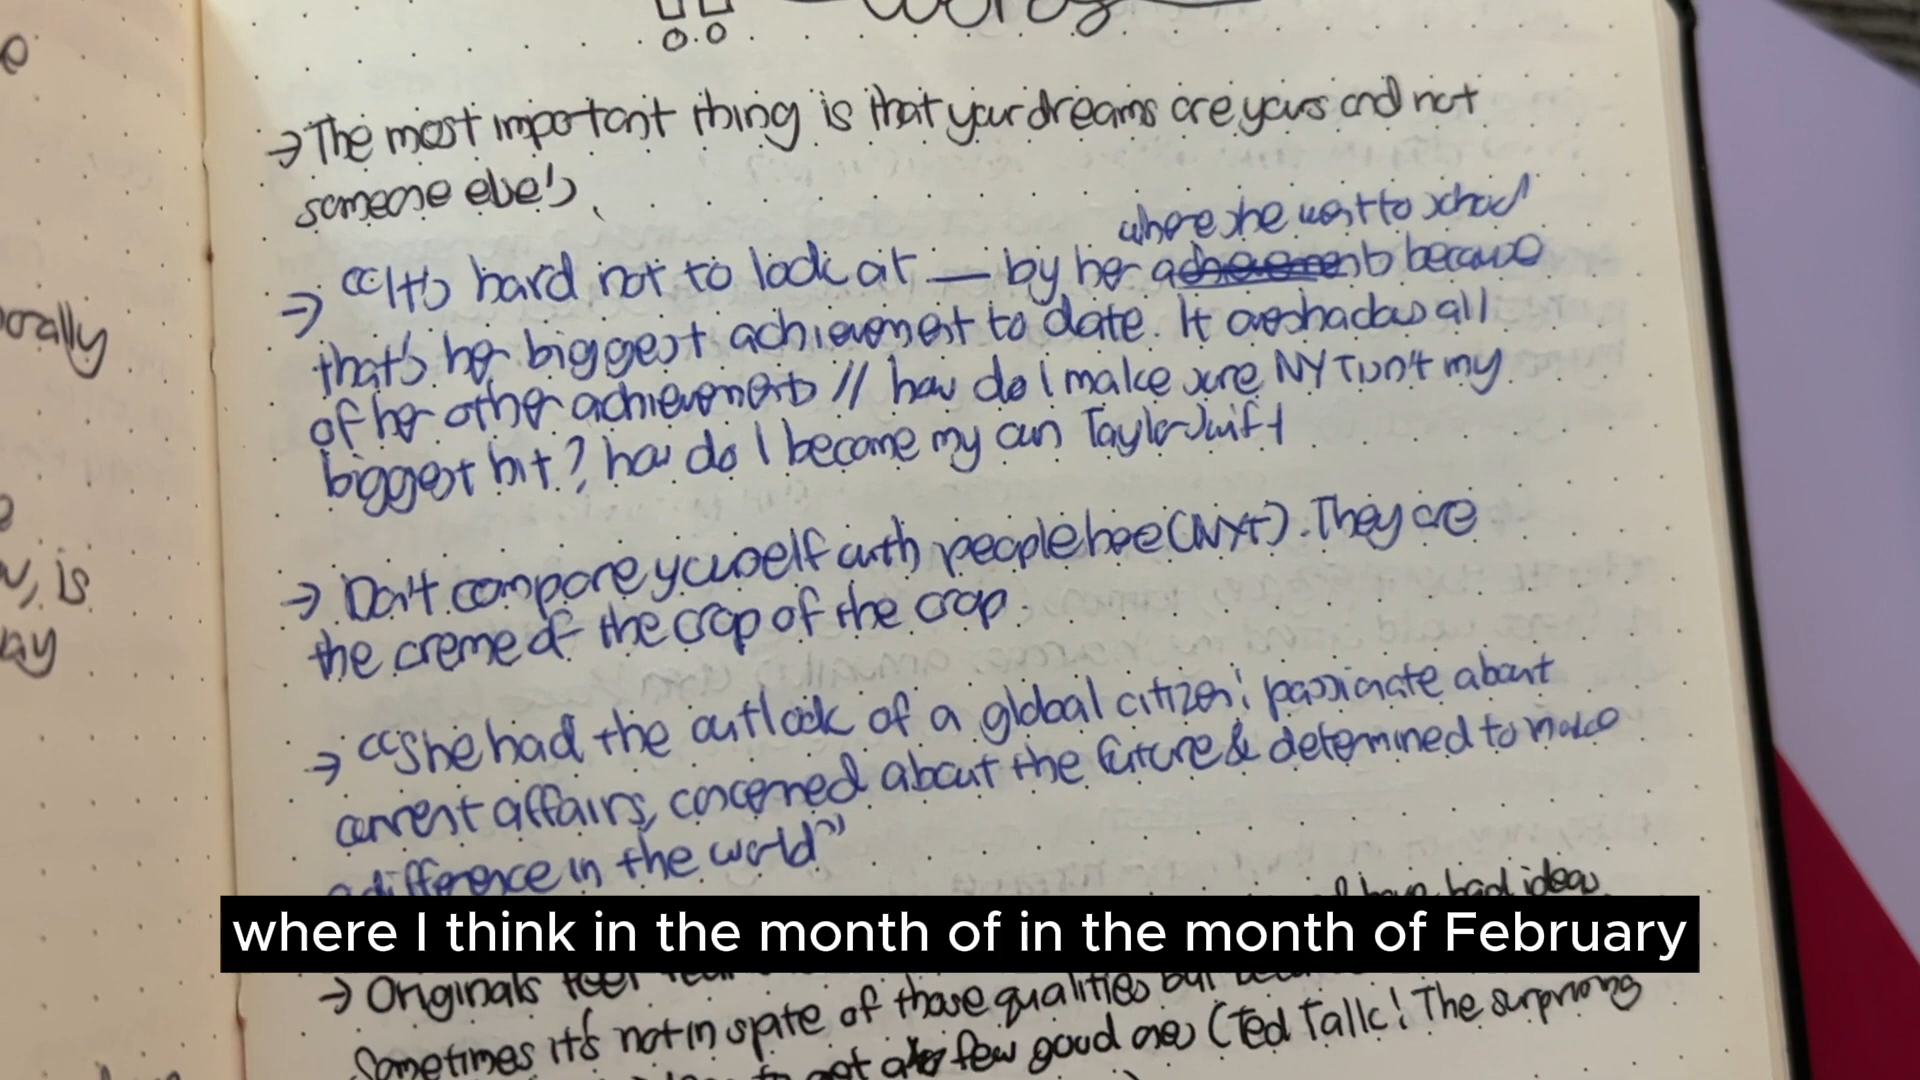 → The most important thing is that your dreams are yours and not
someone else's.
where she went to school
→ "It's hard not to look at — by her because
that's her biggest achievement to date. It overshadows all
of her other achievements // how do I make sure NYT isn't my
biggest hit? how do I become my own Taylor Swift
→ Don't compare yourself with people here (NYT). They are
the creme of the crop of the crop.
→ "She had the outlook of a global citizen: passionate about
current affairs, concerned about the future & determined to make
a difference in the world"
I have bad ideas
where I think in the month of in the month of February
→ Originals feel
Sometimes it's not in spite of those qualities but
few good ones (Ted Talk: The surprising
orally
is